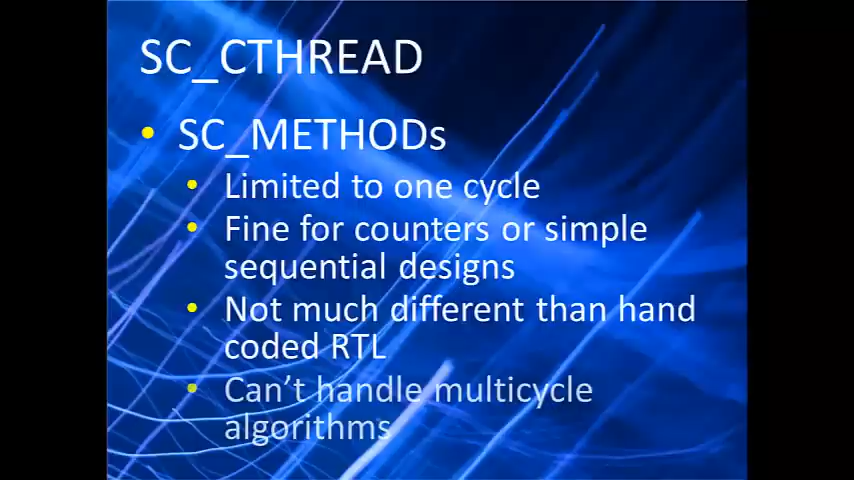 SC_CTHREAD
• SC_METHODs
• Limited to one cycle
• Fine for counters or simple
sequential designs
• Not much different than hand
coded RTL
• Can't handle multicycle
algorithms